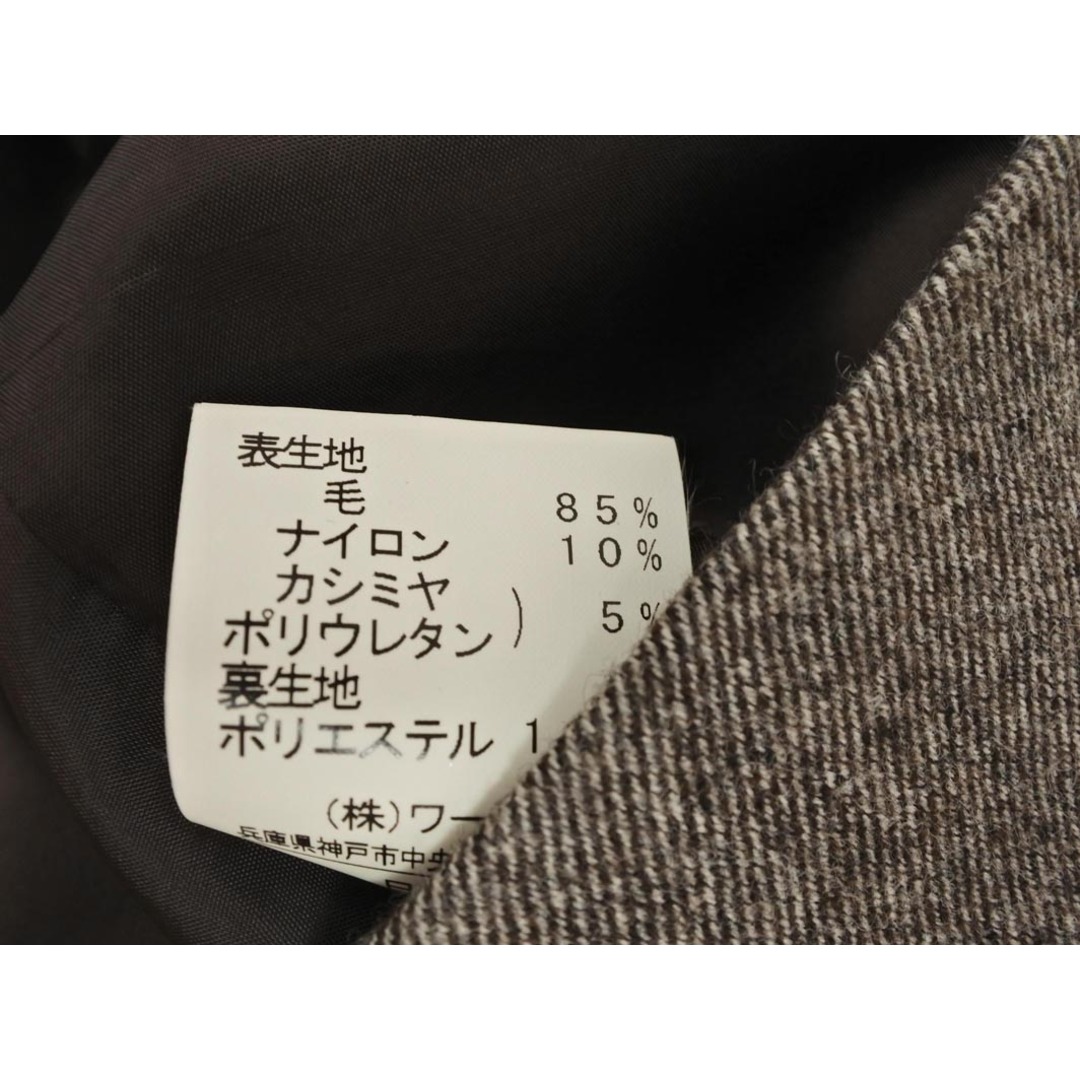 表生地
毛 85%
ナイロン 10%
カシミヤ
ポリウレタン) 5%
裏生地
ポリエステル 1
(株)ワー
兵庫県神戸市中央